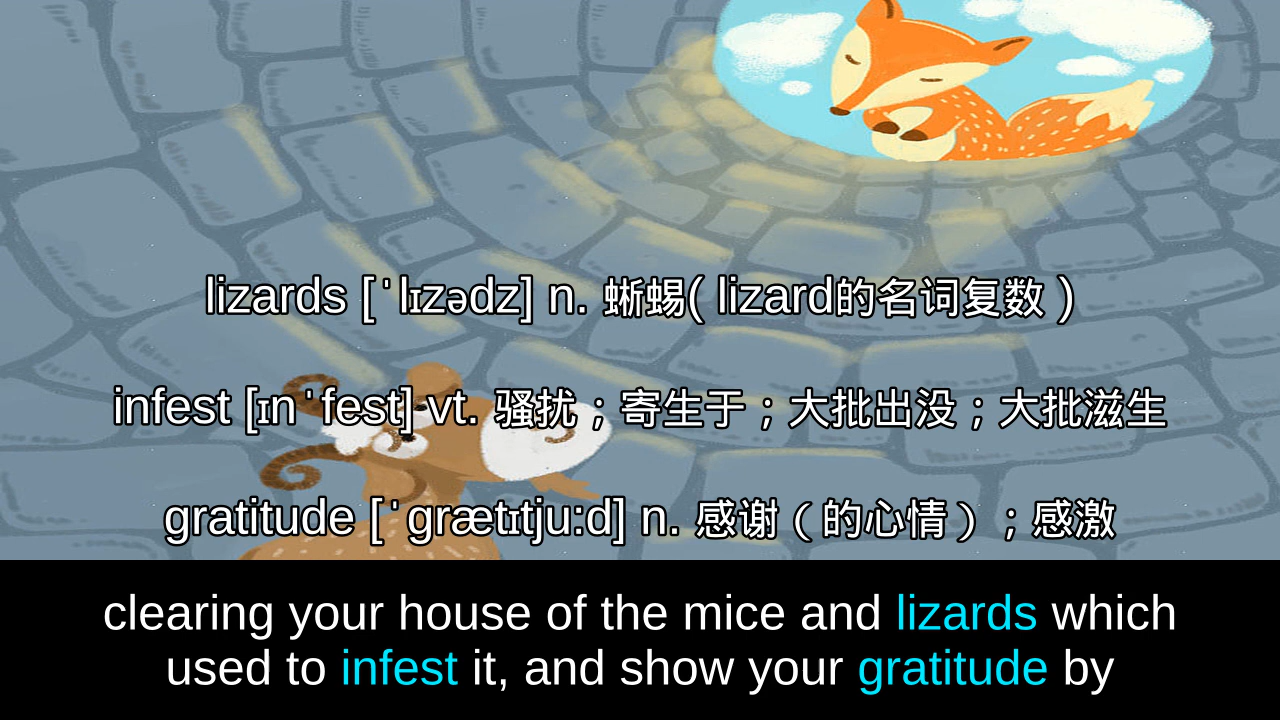 lizards [ˈlɪzədz] n. 蜥蜴( lizard的名词复数 )
infest [ɪnˈfest] vt. 骚扰；寄生于；大批出没；大批滋生
gratitude [ˈɡrætɪtjuːd] n. 感谢（的心情）；感激
clearing your house of the mice and lizards which
used to infest it, and show your gratitude by